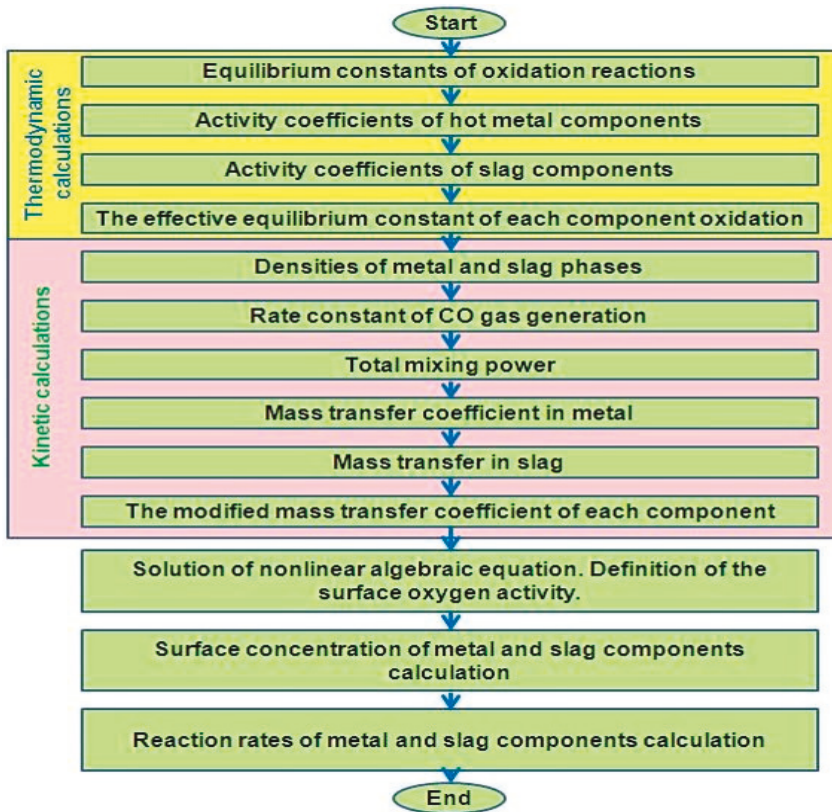 Start
Thermodynamic
calculations
Equilibrium constants of oxidation reactions
Activity coefficients of hot metal components
Activity coefficients of slag components
The effective equilibrium constant of each component oxidation
Kinetic calculations
Densities of metal and slag phases
Rate constant of CO gas generation
Total mixing power
Mass transfer coefficient in metal
Mass transfer in slag
The modified mass transfer coefficient of each component
Solution of nonlinear algebraic equation. Definition of the
surface oxygen activity.
Surface concentration of metal and slag components
calculation
Reaction rates of metal and slag components calculation
End